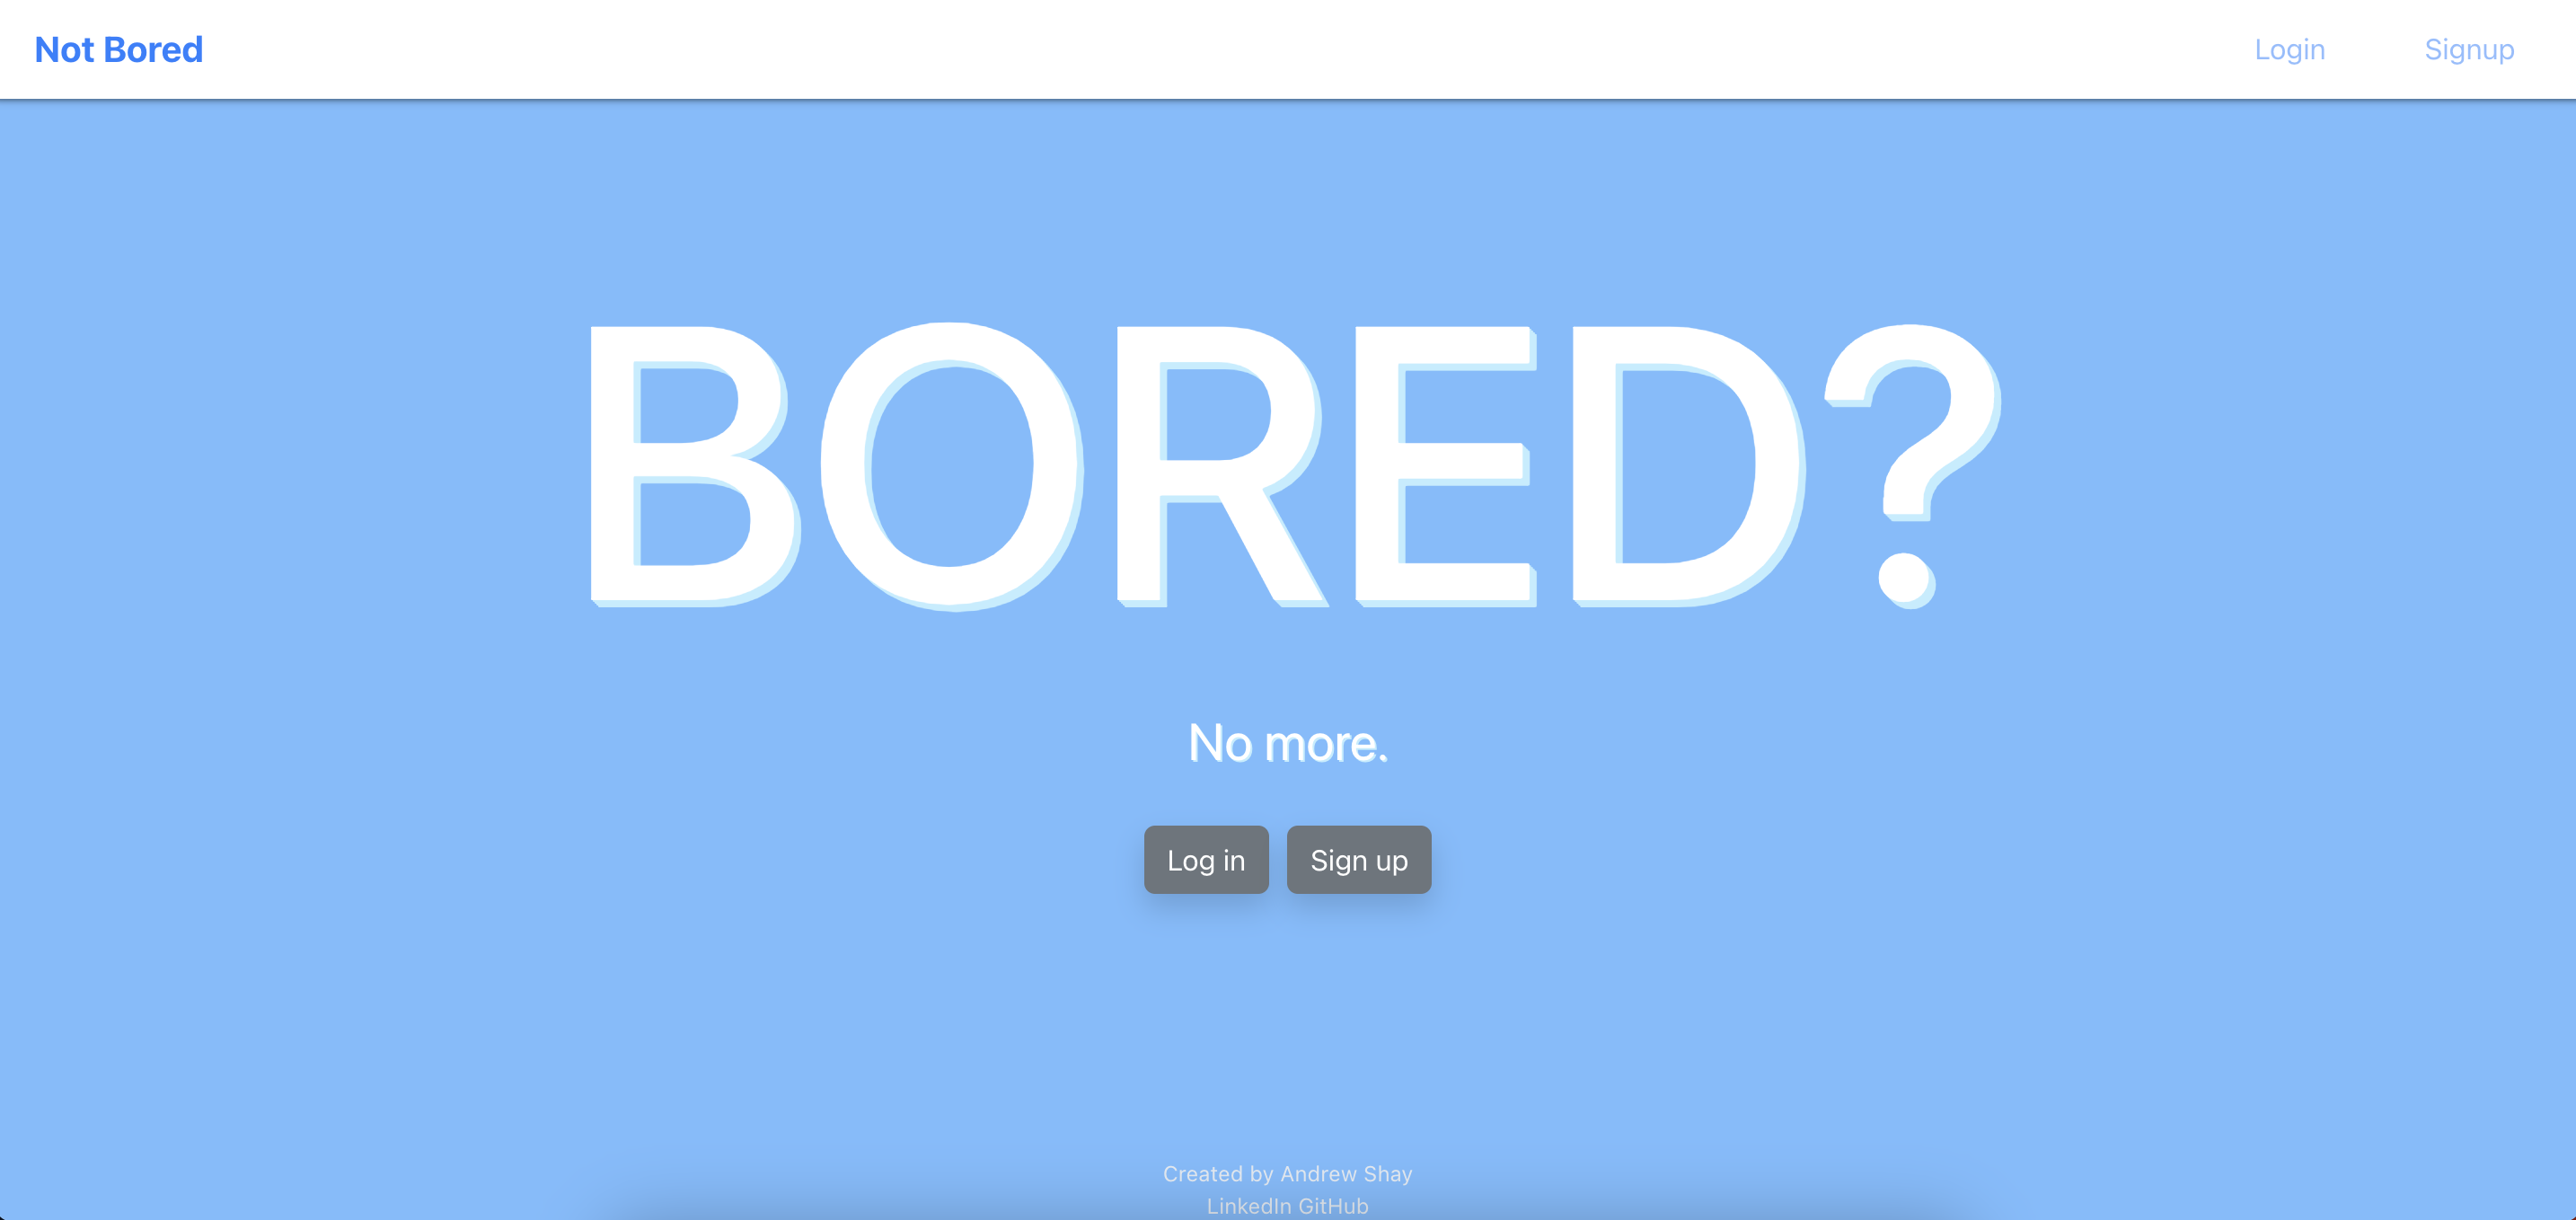 Not Bored
Login
Signup
BORED?
No more.
Log in
Sign up
Created by Andrew Shay
LinkedIn GitHub